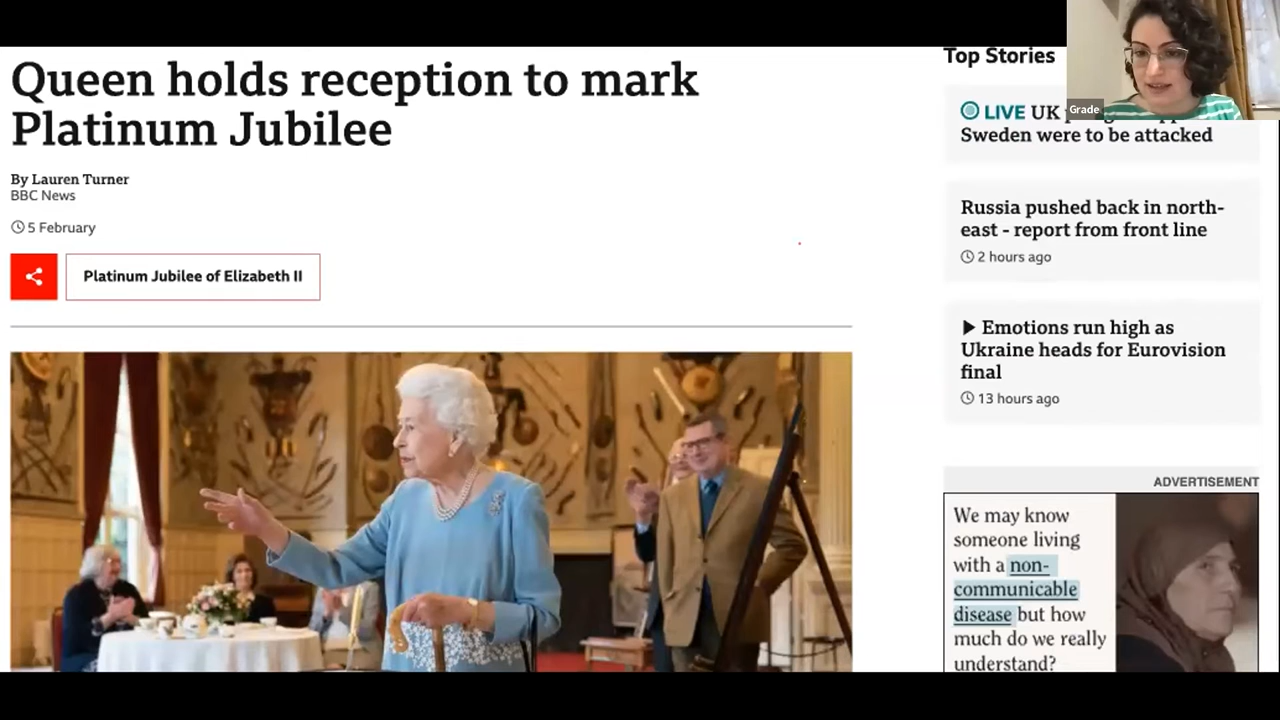 Queen holds reception to mark
Platinum Jubilee
By Lauren Turner
BBC News
5 February
Platinum Jubilee of Elizabeth II
Top Stories
Grade
LIVE UK
Sweden were to be attacked
Russia pushed back in north-
east - report from front line
2 hours ago
Emotions run high as
Ukraine heads for Eurovision
final
13 hours ago
ADVERTISEMENT
We may know
someone living
with a non-
communicable
disease but how
much do we really
understand?